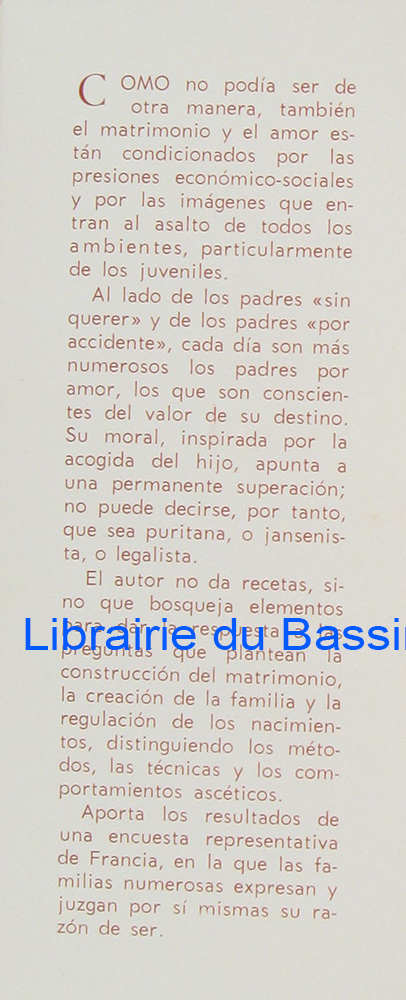 COMO no podía ser de
otra manera, también
el matrimonio y el amor es-
tán condicionados por las
presiones económico-sociales
y por las imágenes que en-
tran al asalto de todos los
ambientes, particularmente
de los juveniles.
Al lado de los padres «sin
querer» y de los padres «por
accidente», cada día son más
numerosos los padres por
amor, los que son conscien-
tes del valor de su destino.
Su moral, inspirada por la
acogida del hijo, apunta a
una permanente superación;
no puede decirse, por tanto,
que sea puritana, o jansenis-
ta, o legalista.
El autor no da recetas, si-
no que bosqueja elementos
para dar la respuesta a las
Librairie du Bassin
preguntas que plantean la
construcción del matrimonio,
la creación de la familia y la
regulación de los nacimien-
tos, distinguiendo los méto-
dos, las técnicas y los com-
portamientos ascéticos.
Aporta los resultados de
una encuesta representativa
de Francia, en la que las fa-
milias numerosas expresan y
juzgan por sí mismas su ra-
zón de ser.